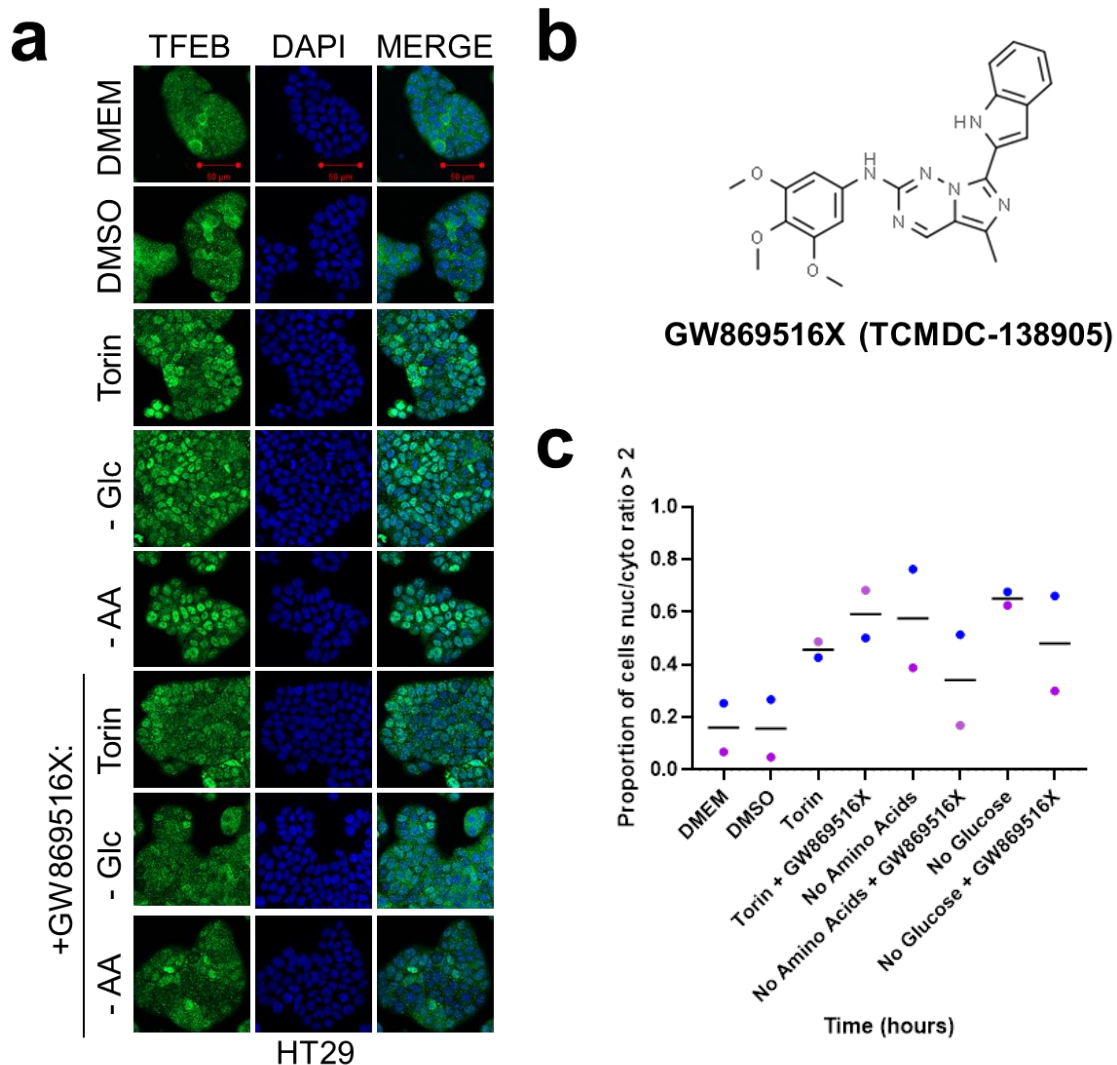 a
TFEB DAPI MERGE
DMEM
50 μm 50 μm 50 μm
DMSO
Torin
- Glc
- AA
+GW869516X:
Torin
- Glc
- AA
HT29
b
HN
H
N
N
N
N
N
O
O
O
GW869516X (TCMDC-138905)
c
Proportion of cells nuc/cyto ratio > 2
1.0
0.8
0.6
0.4
0.2
0.0
DMEM
DMSO
Torin
Torin + GW869516X
No Amino Acids
No Amino Acids + GW869516X
No Glucose
No Glucose + GW869516X
Time (hours)